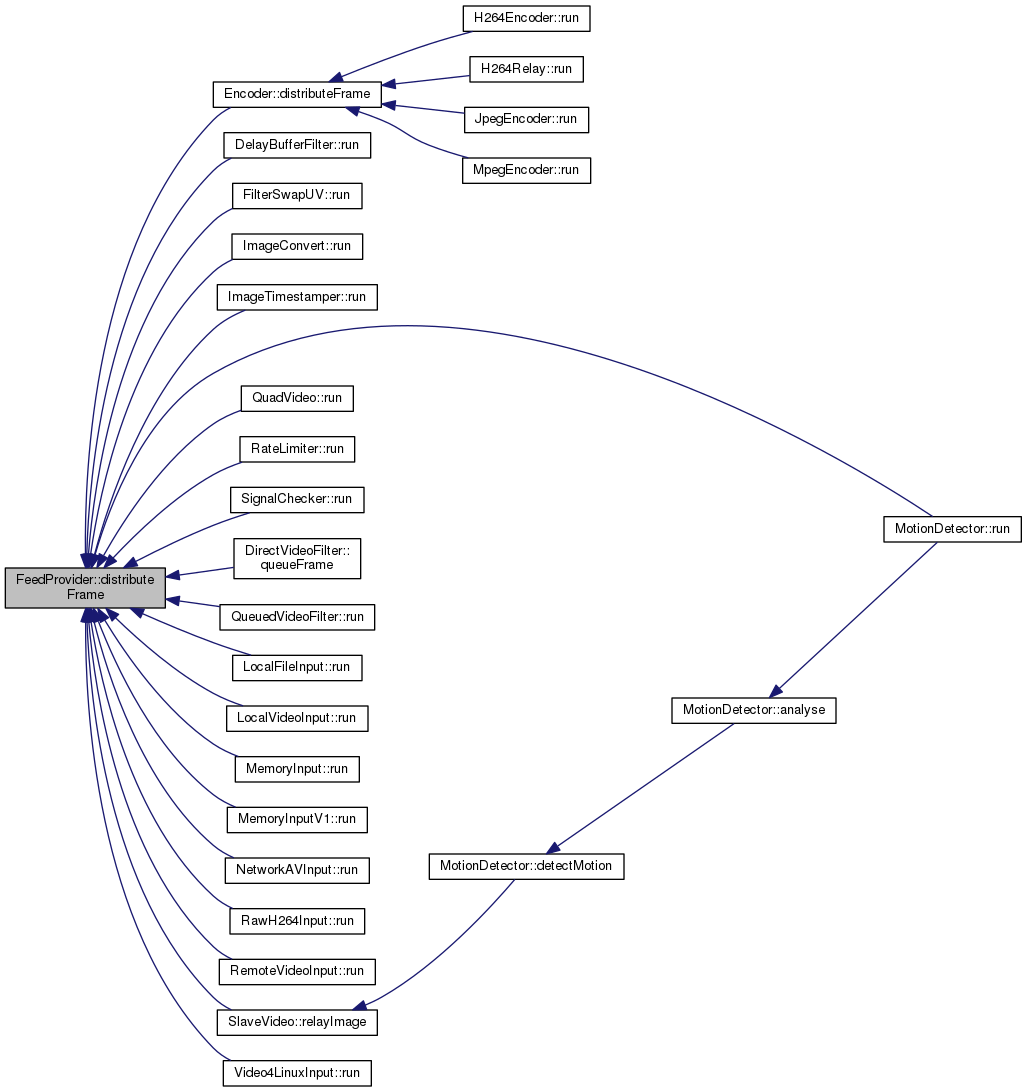 H264Encoder::run
H264Relay::run
Encoder::distributeFrame
JpegEncoder::run
DelayBufferFilter::run
MpegEncoder::run
FilterSwapUV::run
ImageConvert::run
ImageTimestamper::run
QuadVideo::run
RateLimiter::run
SignalChecker::run
MotionDetector::run
DirectVideoFilter::
queueFrame
FeedProvider::distribute
Frame
QueuedVideoFilter::run
LocalFileInput::run
LocalVideoInput::run
MotionDetector::analyse
MemoryInput::run
MemoryInputV1::run
NetworkAVInput::run
MotionDetector::detectMotion
RawH264Input::run
RemoteVideoInput::run
SlaveVideo::relayImage
Video4LinuxInput::run